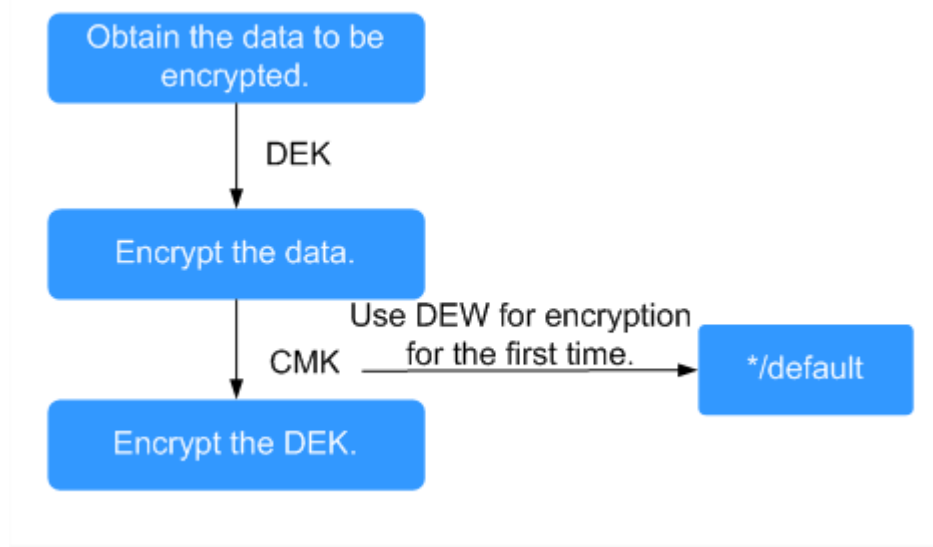 Obtain the data to be
encrypted.
DEK
Encrypt the data.
Use DEW for encryption
for the first time.
CMK
*/default
Encrypt the DEK.